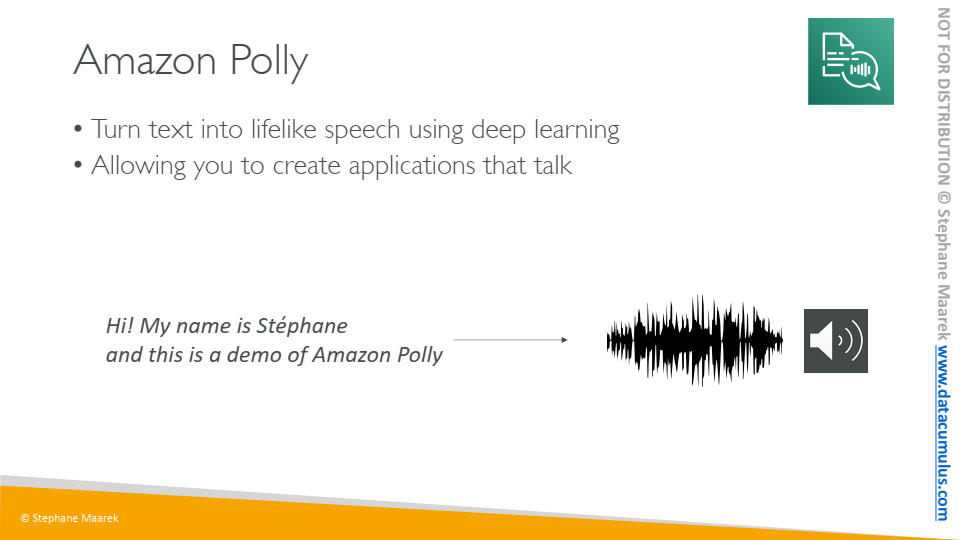 Amazon Polly
• Turn text into lifelike speech using deep learning
• Allowing you to create applications that talk
Hi! My name is Stéphane
and this is a demo of Amazon Polly
© Stephane Maarek
NOT FOR DISTRIBUTION © Stephane Maarek www.datacumulus.com